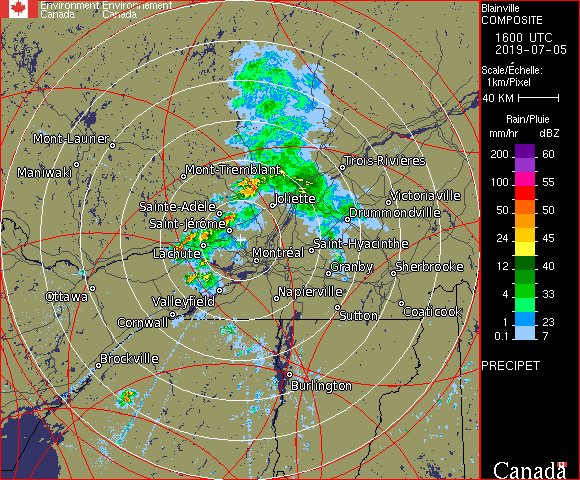 Environment Environnement
Canada Canada
Blainville
COMPOSITE
1600 UTC
2019-07-05
Scale/Échelle:
1km/Pixel
40 KM
Rain/Pluie
mm/hr dBZ
200 60
100 55
50 50
24 45
12 40
4 33
1 23
0.1 7
PRECIPET
Canada
Mont-Laurier
Maniwaki
Mont-Tremblant
Trois-Rivières
Victoriaville
Joliette
Sainte-Adèle
Drummondville
Saint-Jérôme
Saint-Hyacinthe
Lachute
Montréal
Granby
Sherbrooke
Ottawa
Napierville
Valleyfield
Coaticook
Sutton
Cornwall
Brockville
Burlington